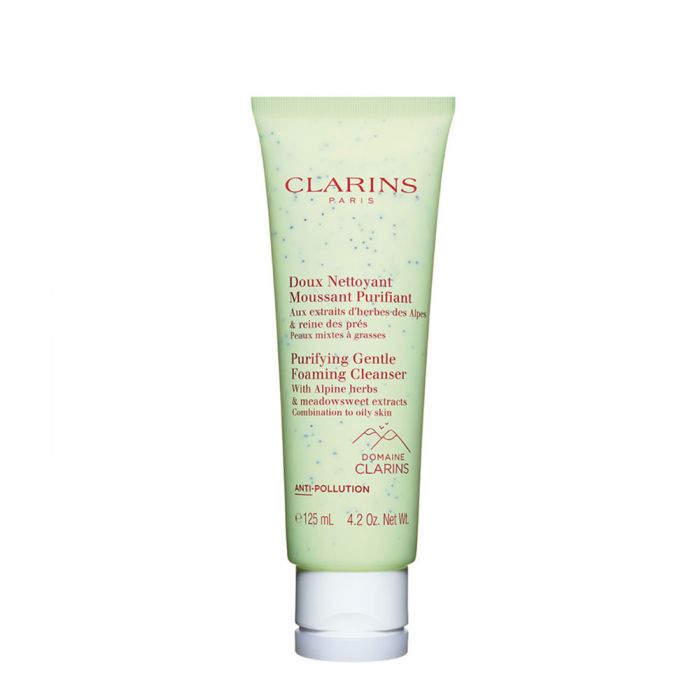 CLARINS
PARIS
Doux Nettoyant
Moussant Purifiant
Aux extraits d'herbes des Alpes
& reine des prés
Peaux mixtes à grasses
Purifying Gentle
Foaming Cleanser
With Alpine herbs
& meadowsweet extracts
Combination to oily skin
DOMAINE
CLARINS
ANTI-POLLUTION
℮125 mL 4.2 Oz. Net Wt.